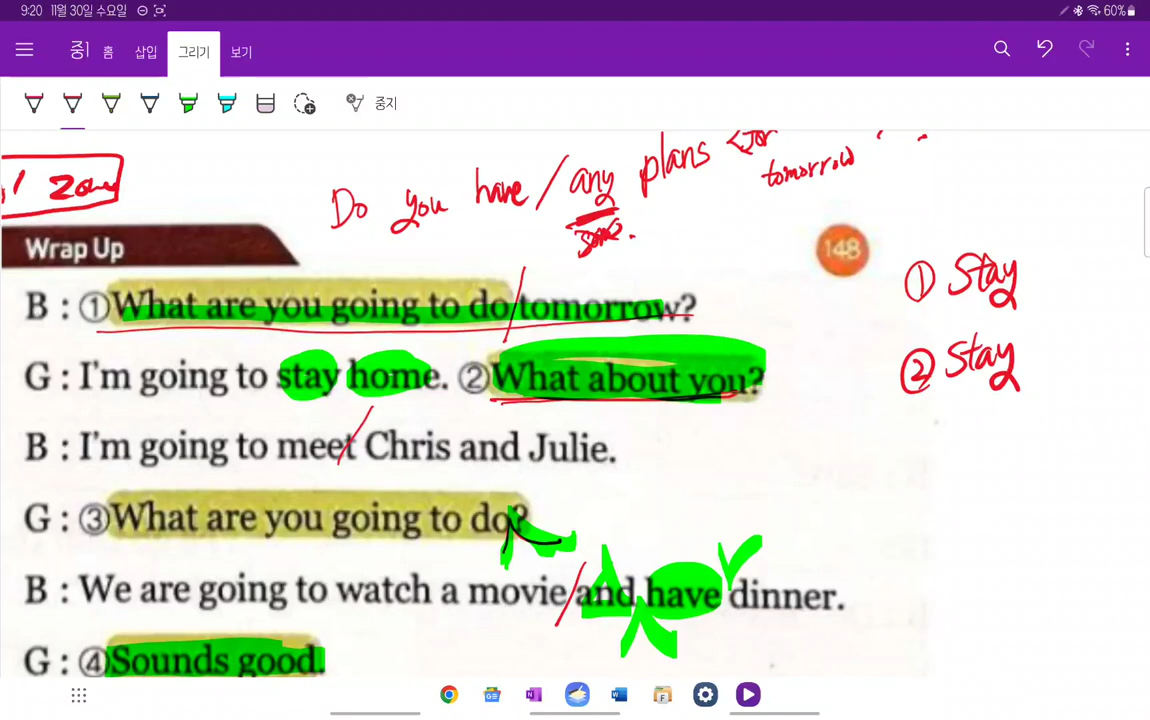 9:20 11월 30일 수요일 60%
중1 홈 삽입 그리기 보기
중지
Zone
Do you have / any plans for
tomorrow
some.
Wrap Up
148
B : ①What are you going to do/tomorrow?
① Stay
G : I'm going to stay home. ②What about you?
② Stay
B : I'm going to meet / Chris and Julie.
G : ③What are you going to do?
B : We are going to watch a movie / and have dinner.
G : ④Sounds good.